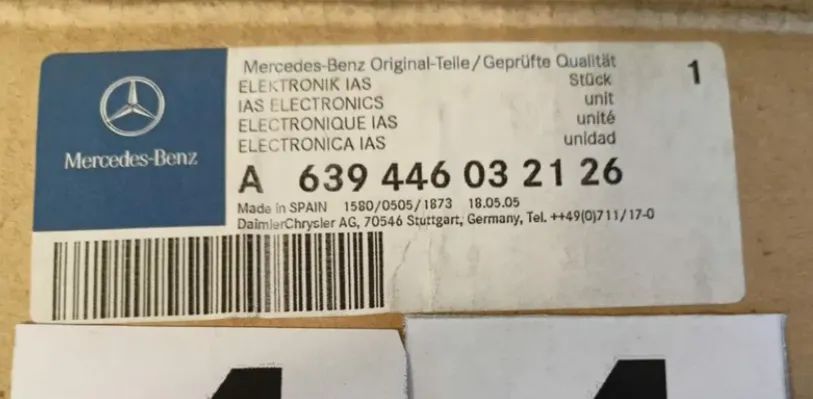 Mercedes-Benz
Mercedes-Benz Original-Teile/Geprüfte Qualität
ELEKTRONIK IAS Stück 1
IAS ELECTRONICS unit
ELECTRONIQUE IAS unité
ELECTRONICA IAS unidad
A 639 446 03 21 26
Made in SPAIN 1580/0505/1873 18.05.05
DaimlerChrysler AG, 70546 Stuttgart, Germany, Tel. ++49(0)711/17-0